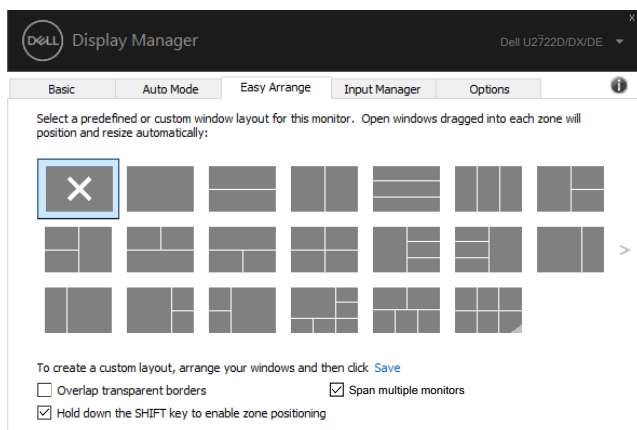 x
DELL Display Manager
Dell U2722D/DX/DE
Basic Auto Mode Easy Arrange Input Manager Options i
Select a predefined or custom window layout for this monitor. Open windows dragged into each zone will
position and resize automatically:
>
To create a custom layout, arrange your windows and then click Save
Overlap transparent borders Span multiple monitors
Hold down the SHIFT key to enable zone positioning